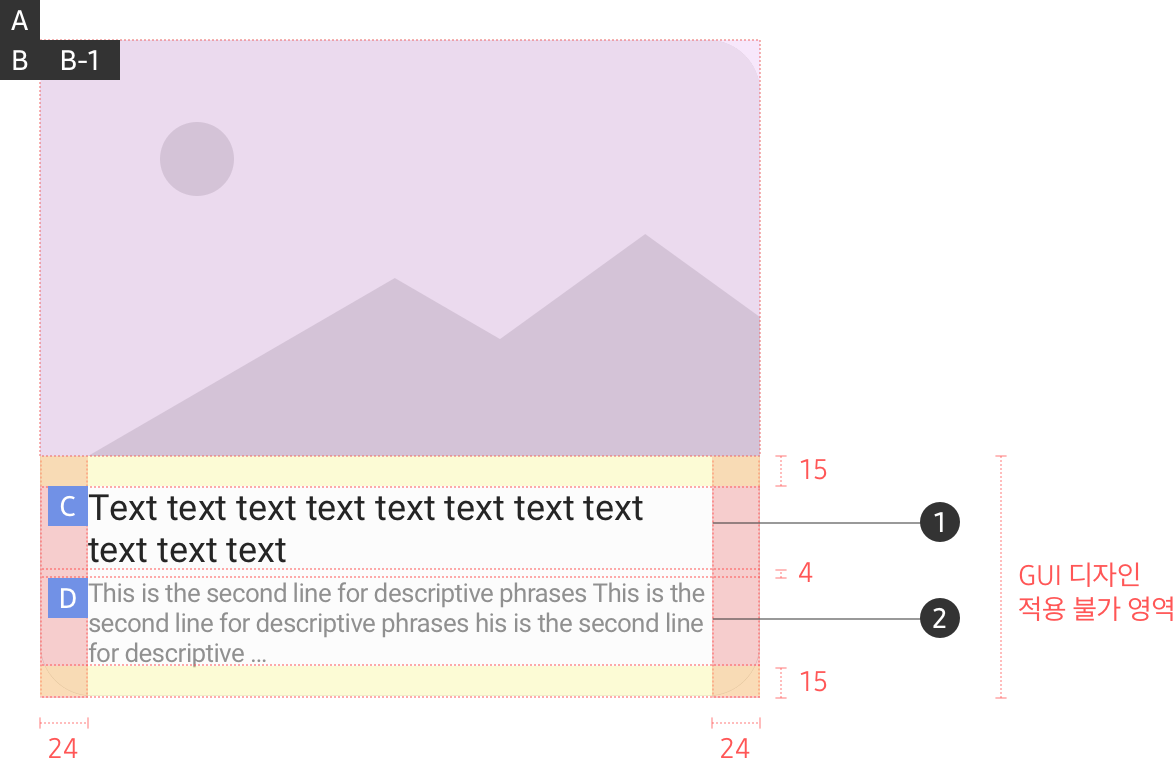 A
B B-1
15
C Text text text text text text text text
text text text
1
4
GUI 디자인
적용 불가 영역
D This is the second line for descriptive phrases This is the
second line for descriptive phrases his is the second line
for descriptive ...
2
15
24 24